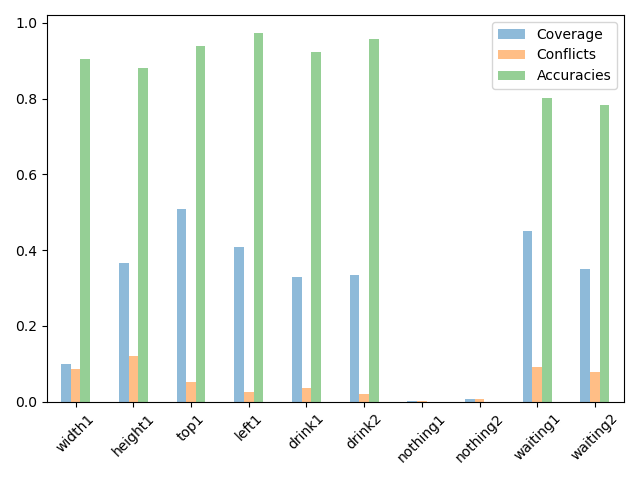 1.0
0.8
0.6
0.4
0.2
0.0
Coverage
Conflicts
Accuracies
width1
height1
top1
left1
drink1
drink2
nothing1
nothing2
waiting1
waiting2